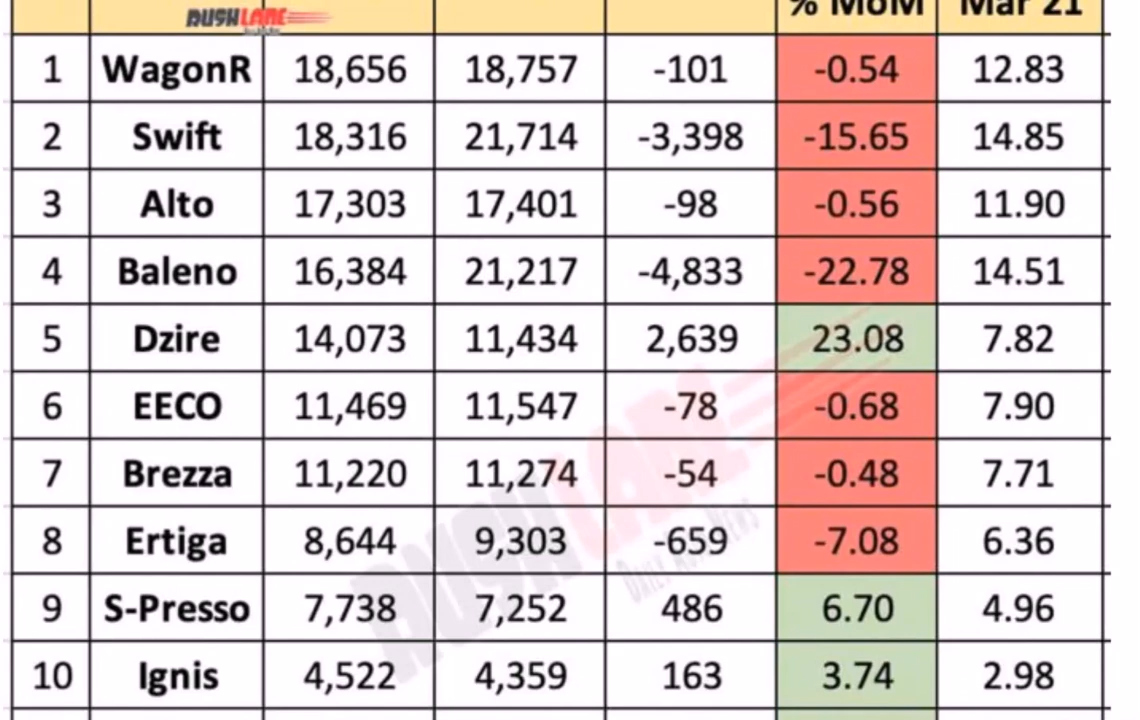 RUSHLANE % MoM Mar 21
1 WagonR 18,656 18,757 -101 -0.54 12.83
2 Swift 18,316 21,714 -3,398 -15.65 14.85
3 Alto 17,303 17,401 -98 -0.56 11.90
4 Baleno 16,384 21,217 -4,833 -22.78 14.51
5 Dzire 14,073 11,434 2,639 23.08 7.82
6 EECO 11,469 11,547 -78 -0.68 7.90
7 Brezza 11,220 11,274 -54 -0.48 7.71
8 Ertiga 8,644 9,303 -659 -7.08 6.36
9 S-Presso 7,738 7,252 486 6.70 4.96
10 Ignis 4,522 4,359 163 3.74 2.98
RUSHLANE
DAILY AUTO NEWS